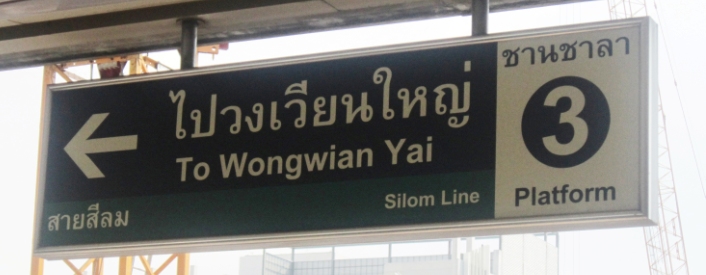 ไปวงเวียนใหญ่
To Wongwian Yai
สายสีลม
Silom Line
ชานชาลา
3
Platform